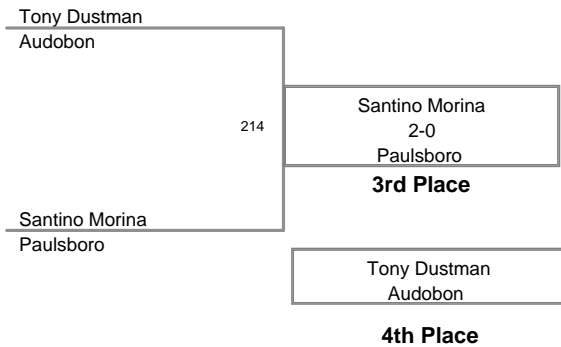 Tony Dustman
Audobon
214
Santino Morina
2-0
Paulsboro
3rd Place
Santino Morina
Paulsboro
Tony Dustman
Audobon
4th Place